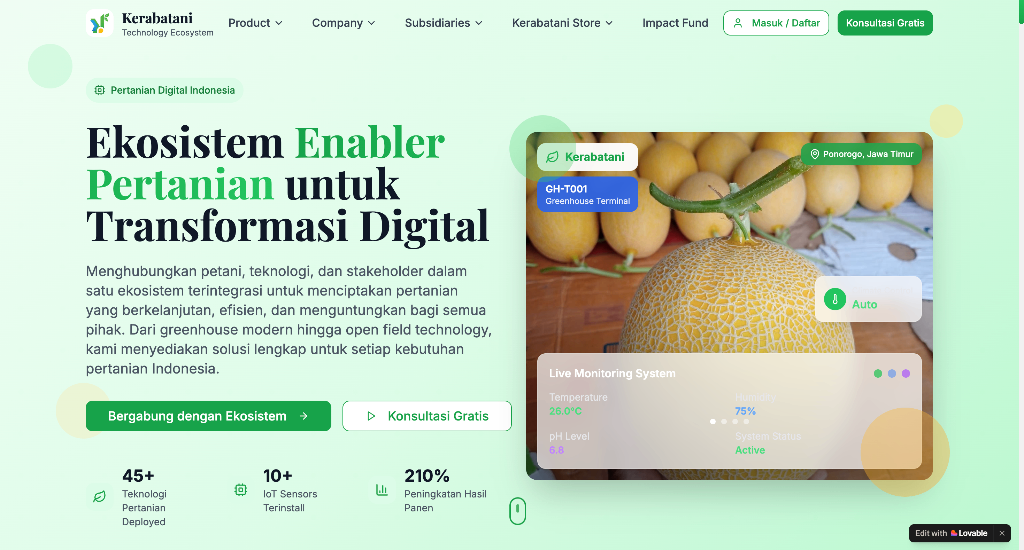 Kerabatani
Technology Ecosystem
Product
Company
Subsidiaries
Kerabatani Store
Impact Fund
Masuk / Daftar
Konsultasi Gratis
Pertanian Digital Indonesia
Ekosistem Enabler
Pertanian untuk
Transformasi Digital
Menghubungkan petani, teknologi, dan stakeholder dalam
satu ekosistem terintegrasi untuk menciptakan pertanian
yang berkelanjutan, efisien, dan menguntungkan bagi semua
pihak. Dari greenhouse modern hingga open field technology,
kami menyediakan solusi lengkap untuk setiap kebutuhan
pertanian Indonesia.
Bergabung dengan Ekosistem
Konsultasi Gratis
45+
Teknologi
Pertanian
Deployed
10+
IoT Sensors
Terinstall
210%
Peningkatan Hasil
Panen
Kerabatani
GH-T001
Greenhouse Terminal
Ponorogo, Jawa Timur
Auto
Live Monitoring System
Temperature
26.0°C
Humidity
75%
pH Level
6.8
System Status
Active
Edit with Lovable